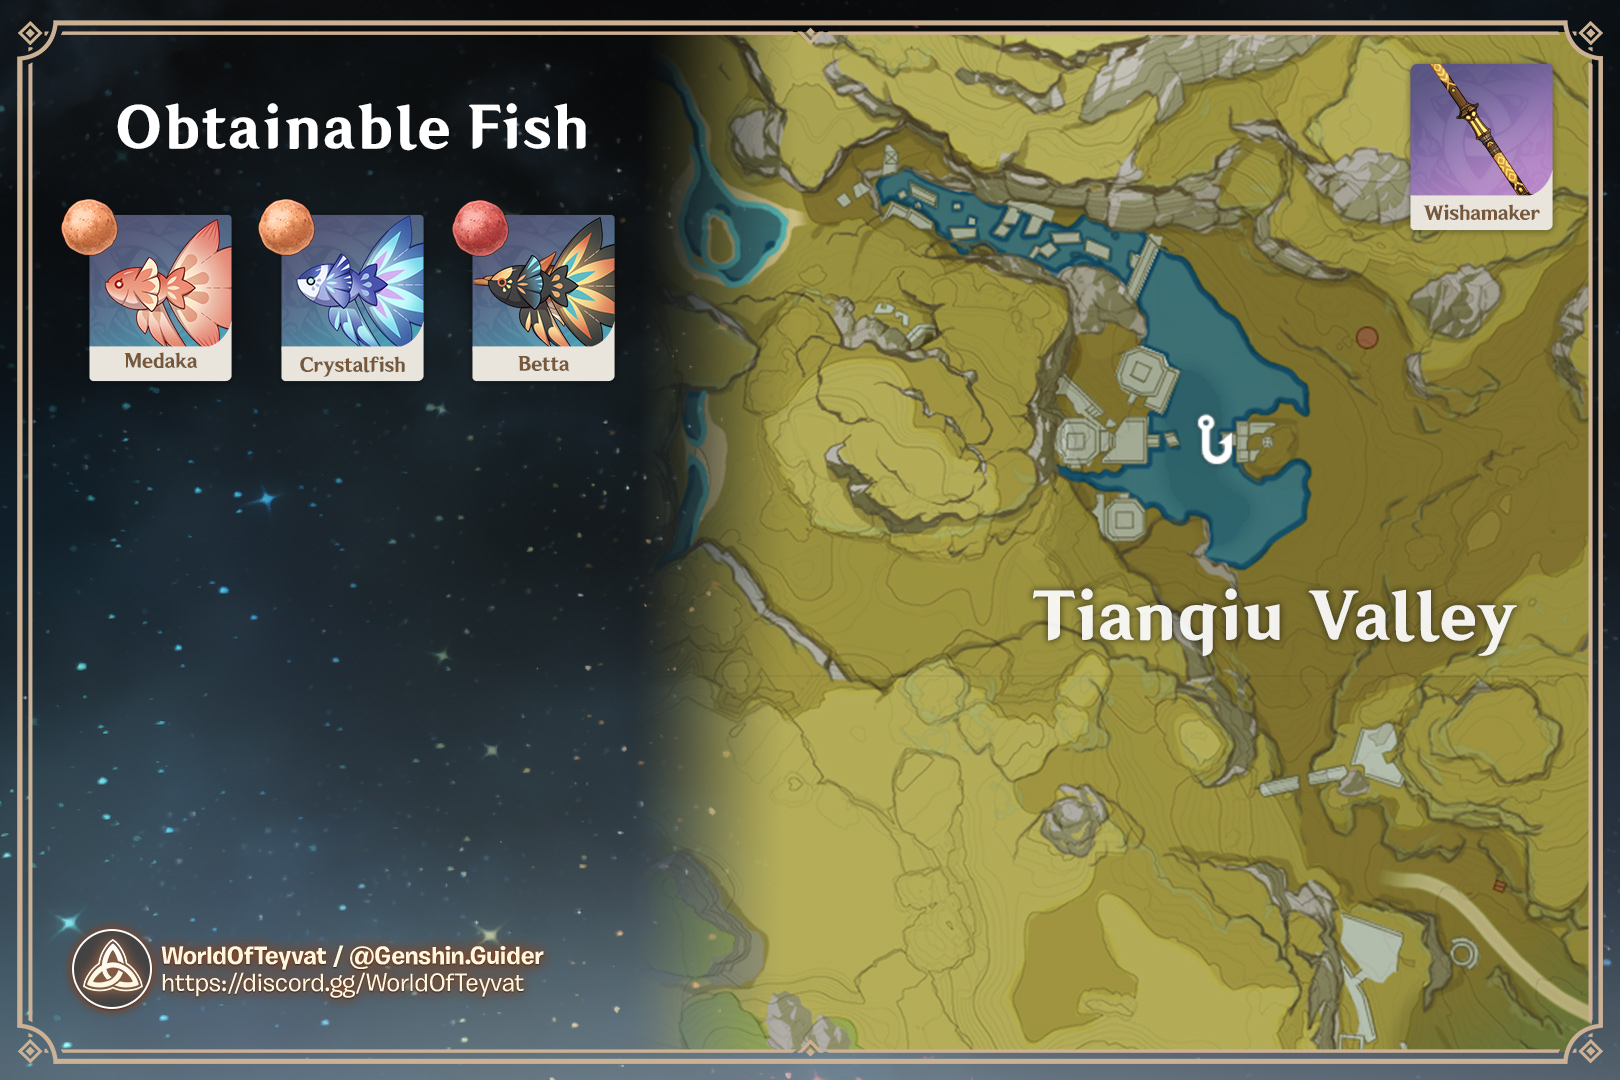 Obtainable Fish
Wishamaker
Medaka
Crystalfish
Betta
Tianqiu Valley
WorldOfTeyvat / @Genshin.Guider
https://discord.gg/WorldOfTeyvat